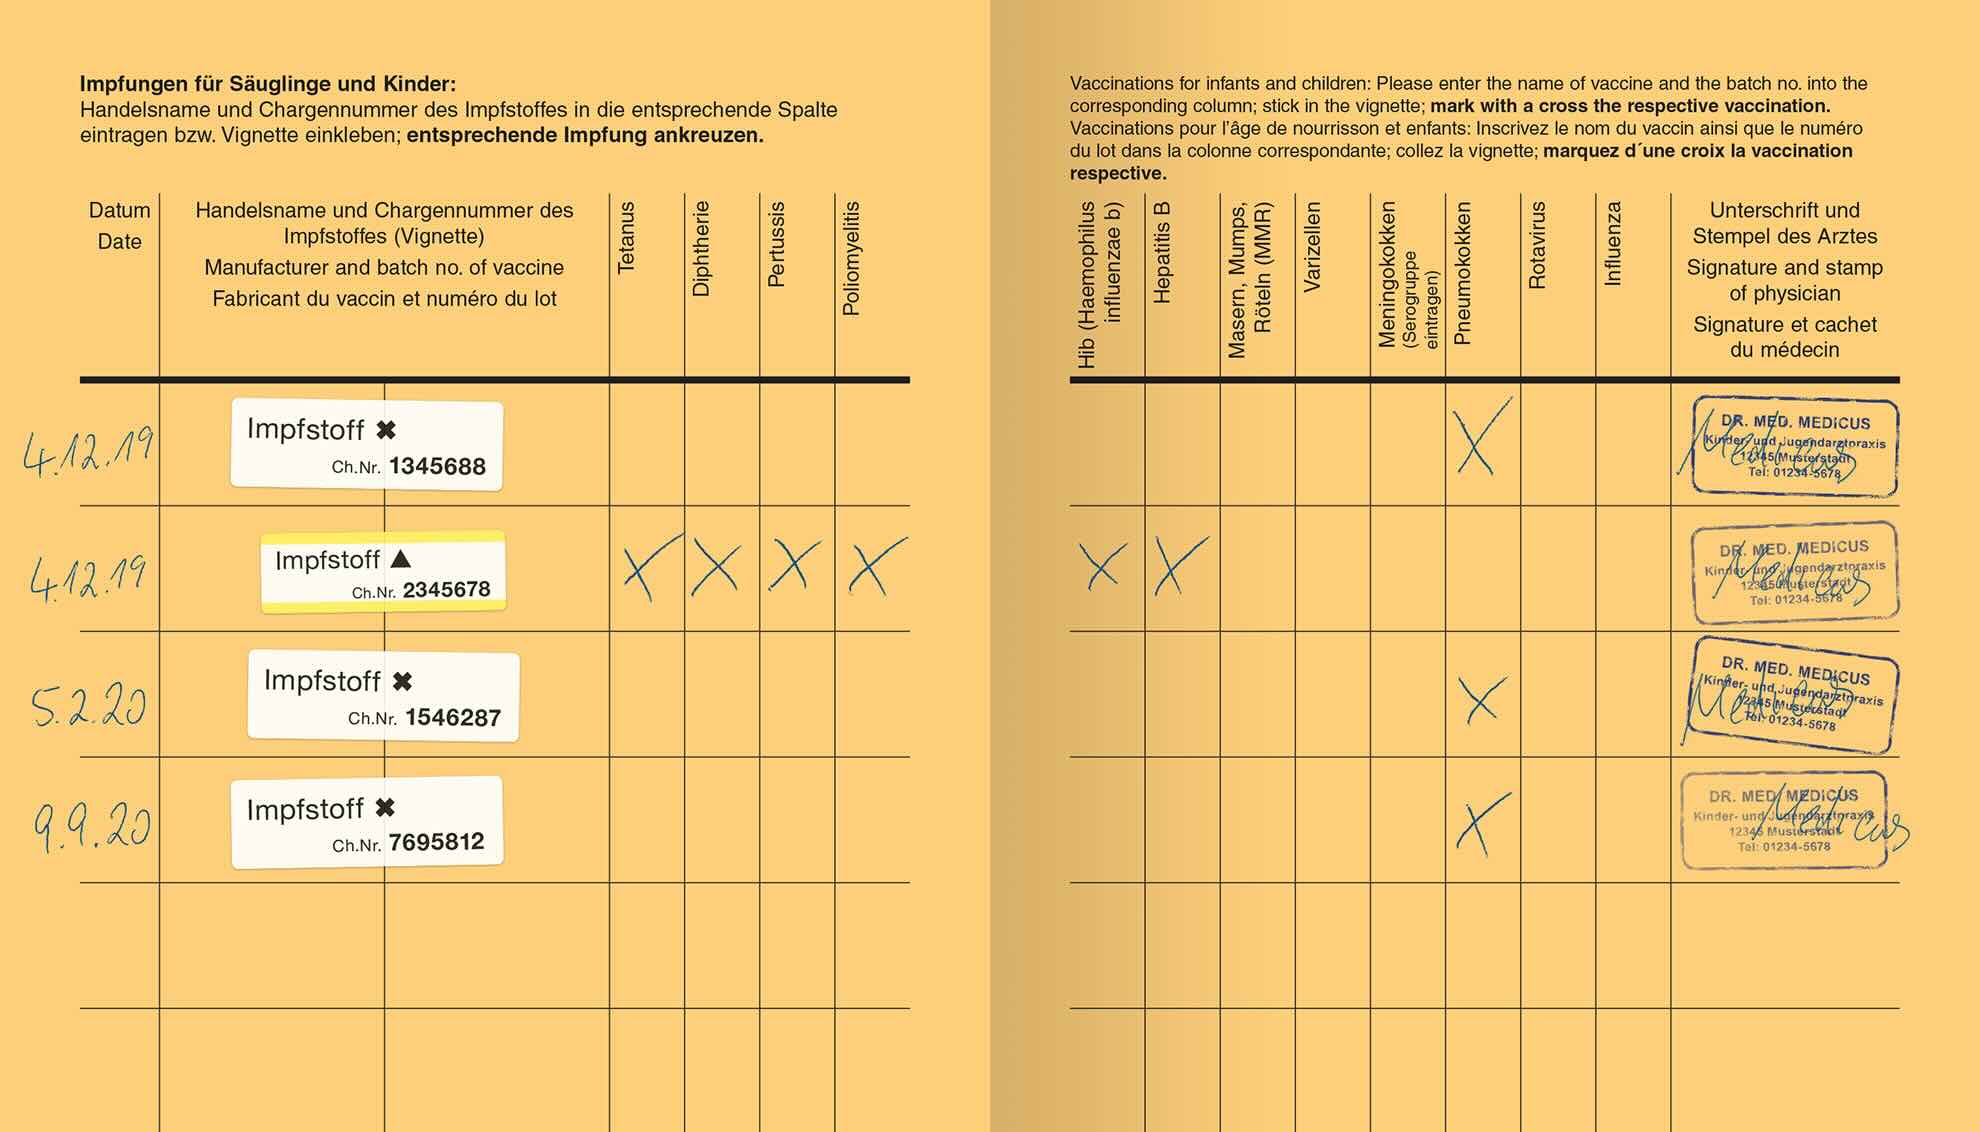 Impfungen für Säuglinge und Kinder:
Handelsname und Chargennummer des Impfstoffes in die entsprechende Spalte
eintragen bzw. Vignette einkleben; entsprechende Impfung ankreuzen.
Vaccinations for infants and children: Please enter the name of vaccine and the batch no. into the
corresponding column; stick in the vignette; mark with a cross the respective vaccination.
Vaccinations pour l'âge de nourrisson et enfants: Inscrivez le nom du vaccin ainsi que le numéro
du lot dans la colonne correspondante; collez la vignette; marquez d´une croix la vaccination
respective.
Datum
Date
Handelsname und Chargennummer des
Impfstoffes (Vignette)
Manufacturer and batch no. of vaccine
Fabricant du vaccin et numéro du lot
Tetanus
Diphtherie
Pertussis
Poliomyelitis
Hib (Haemophilus
influenzae b)
Hepatitis B
Masern, Mumps,
Röteln (MMR)
Varizellen
Meningokokken
(Serogruppe
eintragen)
Pneumokokken
Rotavirus
Influenza
Unterschrift und
Stempel des Arztes
Signature and stamp
of physician
Signature et cachet
du médecin
4.12.19
Impfstoff ✖
Ch.Nr. 1345688
X
DR. MED. MEDICUS
Kinder- und Jugendarztpraxis
12345 Musterstadt
Tel: 01234-5678
Medicus
4.12.19
Impfstoff ▲
Ch.Nr. 2345678
X X X X X X
DR. MED. MEDICUS
Kinder- und Jugendarztpraxis
12345 Musterstadt
Tel: 01234-5678
Medicus
5.2.20
Impfstoff ✖
Ch.Nr. 1546287
X
DR. MED. MEDICUS
Kinder- und Jugendarztpraxis
12345 Musterstadt
Tel: 01234-5678
Medicus
9.9.20
Impfstoff ✖
Ch.Nr. 7695812
X
DR. MED. MEDICUS
Kinder- und Jugendarztpraxis
12345 Musterstadt
Tel: 01234-5678
Medicus